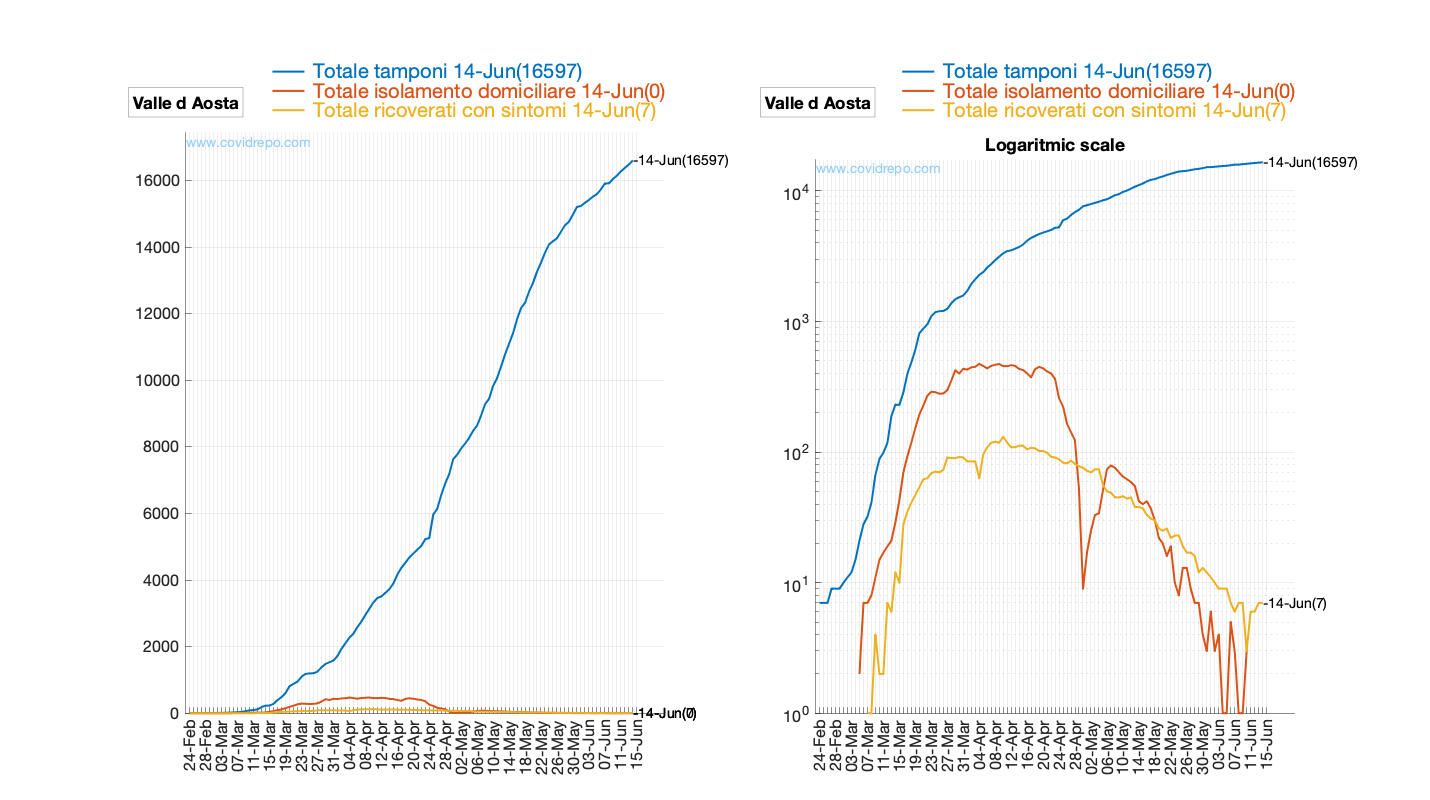 Totale tamponi 14-Jun(16597)
Totale isolamento domiciliare 14-Jun(0)
Totale ricoverati con sintomi 14-Jun(7)
Valle d Aosta
www.covidrepo.com
-14-Jun(16597)
16000
14000
12000
10000
8000
6000
4000
2000
0
24-Feb
28-Feb
03-Mar
07-Mar
11-Mar
15-Mar
19-Mar
23-Mar
27-Mar
31-Mar
04-Apr
08-Apr
12-Apr
16-Apr
20-Apr
24-Apr
28-Apr
02-May
06-May
10-May
14-May
18-May
22-May
26-May
30-May
03-Jun
07-Jun
11-Jun
15-Jun
Totale tamponi 14-Jun(16597)
Totale isolamento domiciliare 14-Jun(0)
Totale ricoverati con sintomi 14-Jun(7)
Valle d Aosta
Logaritmic scale
www.covidrepo.com
-14-Jun(16597)
10^4
10^3
10^2
10^1
10^0
-14-Jun(7)
24-Feb
28-Feb
03-Mar
07-Mar
11-Mar
15-Mar
19-Mar
23-Mar
27-Mar
31-Mar
04-Apr
08-Apr
12-Apr
16-Apr
20-Apr
24-Apr
28-Apr
02-May
06-May
10-May
14-May
18-May
22-May
26-May
30-May
03-Jun
07-Jun
11-Jun
15-Jun